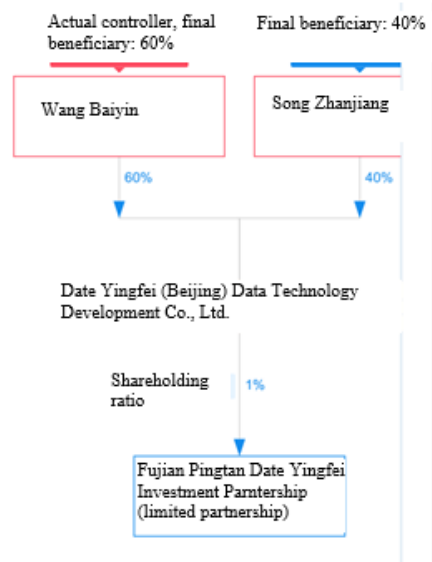 Actual controller, final
beneficiary: 60%
Final beneficiary: 40%
Wang Baiyin
Song Zhanjiang
60%
40%
Date Yingfei (Beijing) Data Technology
Development Co., Ltd.
Shareholding
ratio
1%
Fujian Pingtan Date Yingfei
Investment Parntership
(limited partnership)